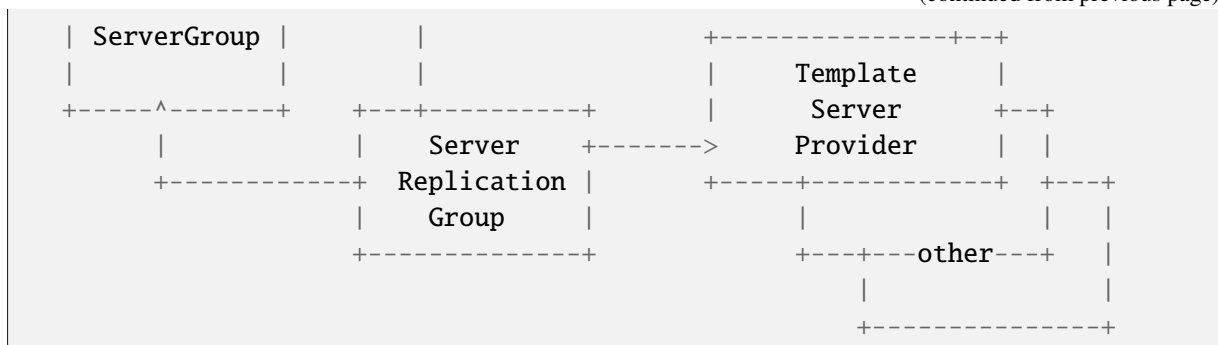 (continued from previous page)
| ServerGroup |         |                  +----------------+--+
|             |         |                  |     Template     |
+-----^-------+    +----+-----------+      |      Server      +--+
      |            |    Server    +------->     Provider     |  |
      +------------+  Replication |       +-----+------------+  +---+
                   |    Group     |             |               |   |
                   +--------------+             +---+---other---+   |
                                                    |               |
                                                    +---------------+